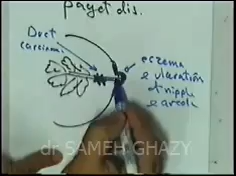 paget dis.
Duct
carcinoma
eczema
e ulceration
of nipple
e areola
dr SAMEH GHAZY